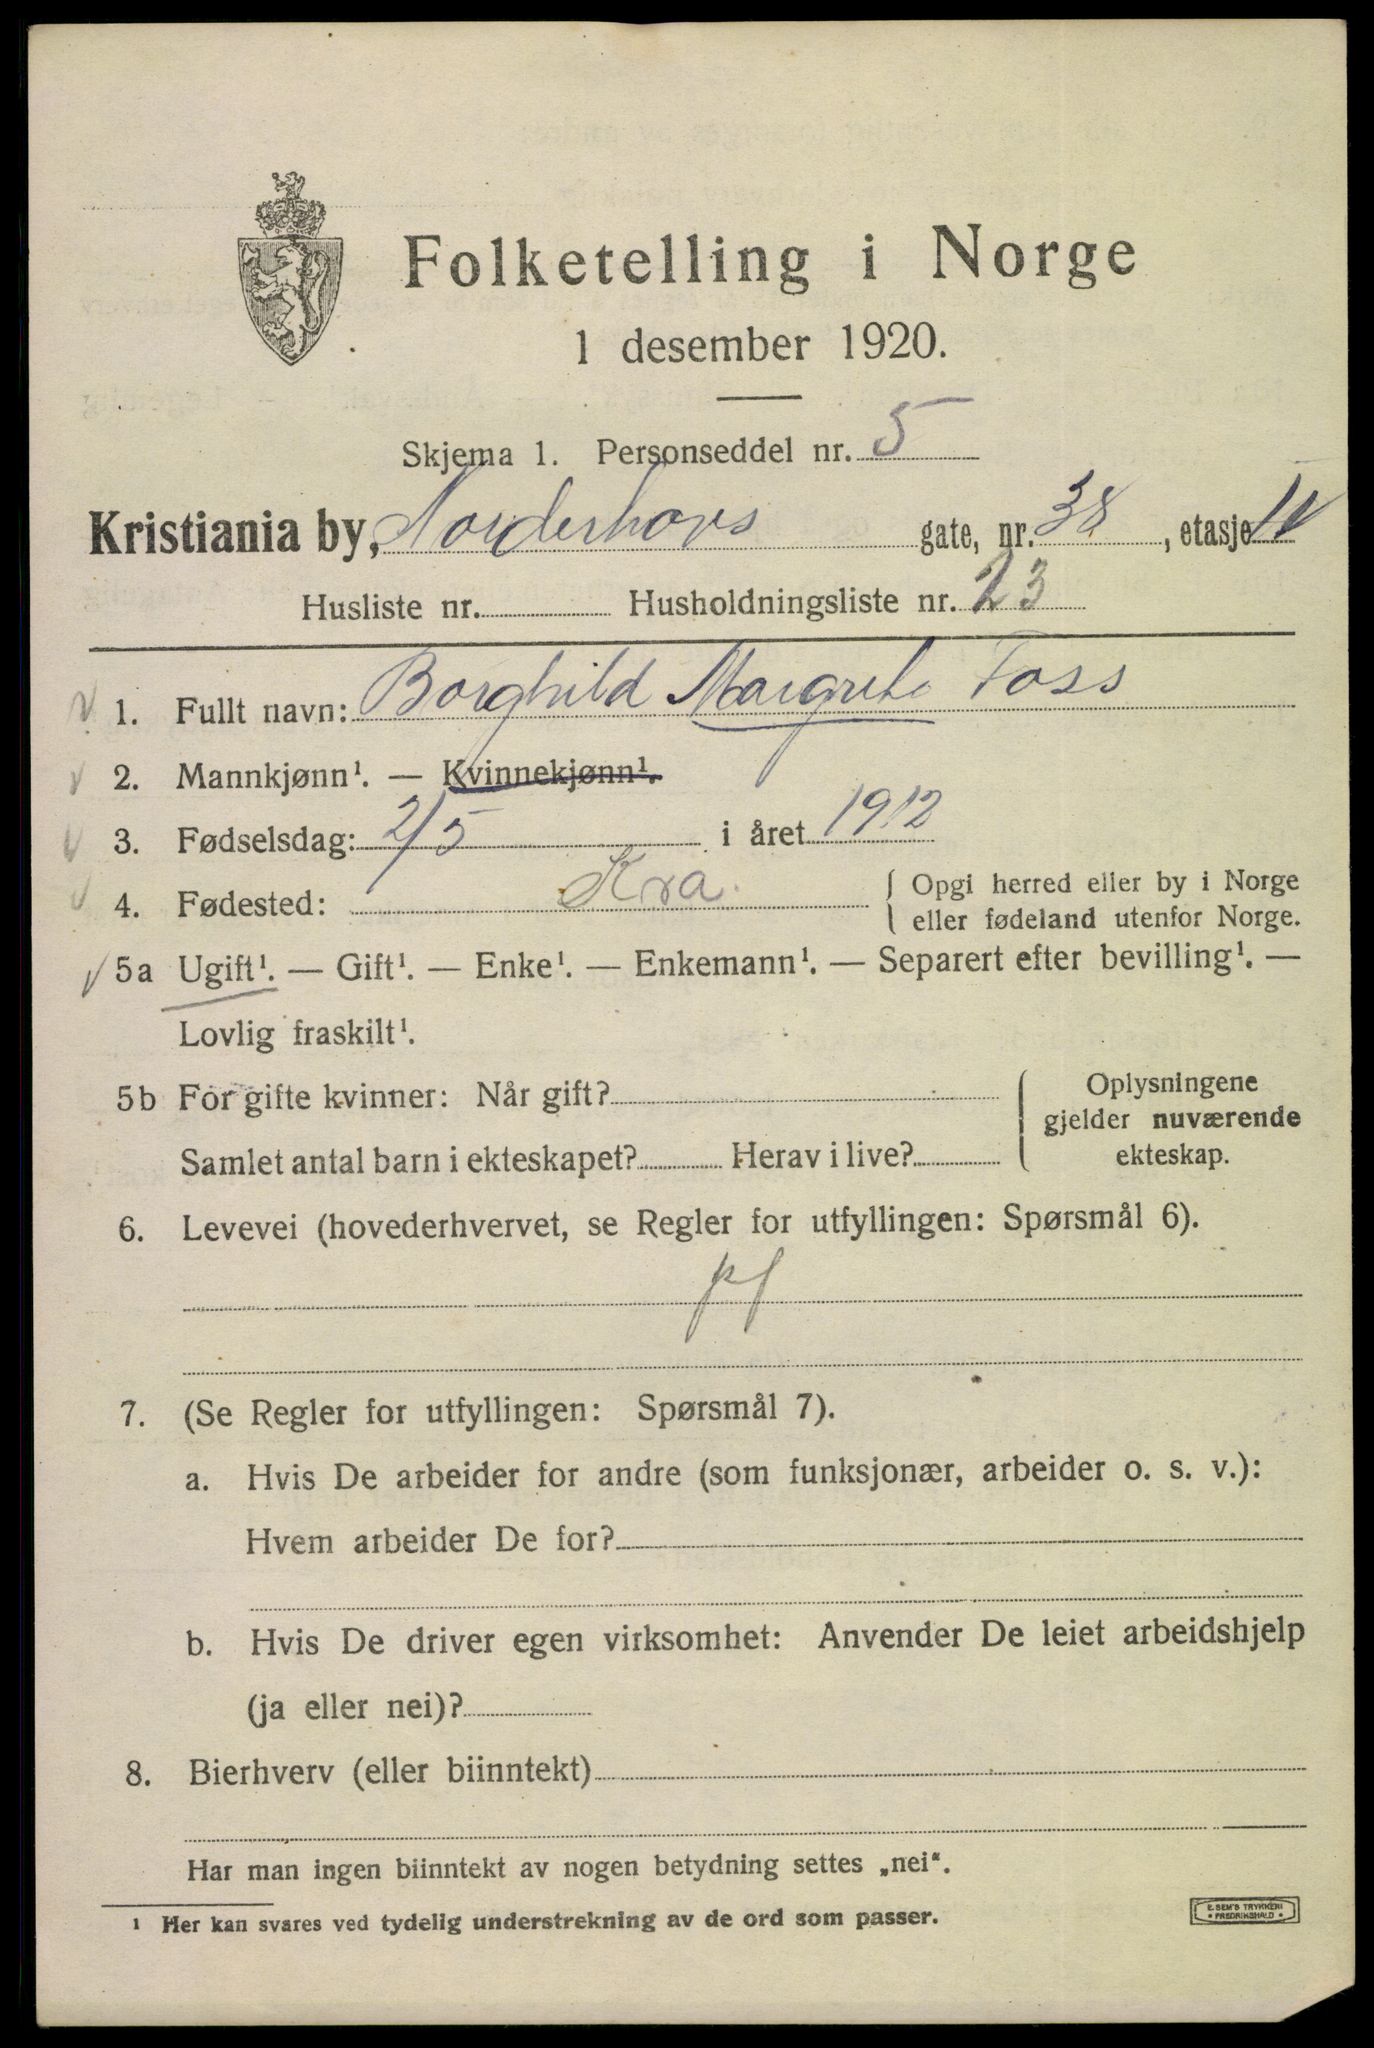 Folketelling i Norge
1 desember 1920.
Skjema 1. Personseddel nr. 5
Kristiania by, Norderhovs gate, nr. 38, etasje IV
Husliste nr. Husholdningsliste nr. 23
1. Fullt navn: Borghild Margrete Foss
2. Mannkjønn¹. — Kvinnekjønn¹.
3. Fødselsdag: 2/5 i året 1912
4. Fødested: Kra. { Opgi herred eller by i Norge
eller fødeland utenfor Norge.
5a Ugift¹. — Gift¹. — Enke¹. — Enkemann¹. — Separert efter bevilling¹. —
Lovlig fraskilt¹.
5b For gifte kvinner: Når gift?
Samlet antal barn i ekteskapet? Herav i live?
Oplysningene
gjelder nuværende
ekteskap.
6. Levevei (hovederhvervet, se Regler for utfyllingen: Spørsmål 6).
pf
7. (Se Regler for utfyllingen: Spørsmål 7).
a. Hvis De arbeider for andre (som funksjonær, arbeider o. s. v.):
Hvem arbeider De for?
b. Hvis De driver egen virksomhet: Anvender De leiet arbeidshjelp
(ja eller nei)?
8. Bierhverv (eller biinntekt)
Har man ingen biinntekt av nogen betydning settes „nei".
¹ Her kan svares ved tydelig understrekning av de ord som passer.
E. SEM'S TRYKKERI
* FREDRIKSHALD *